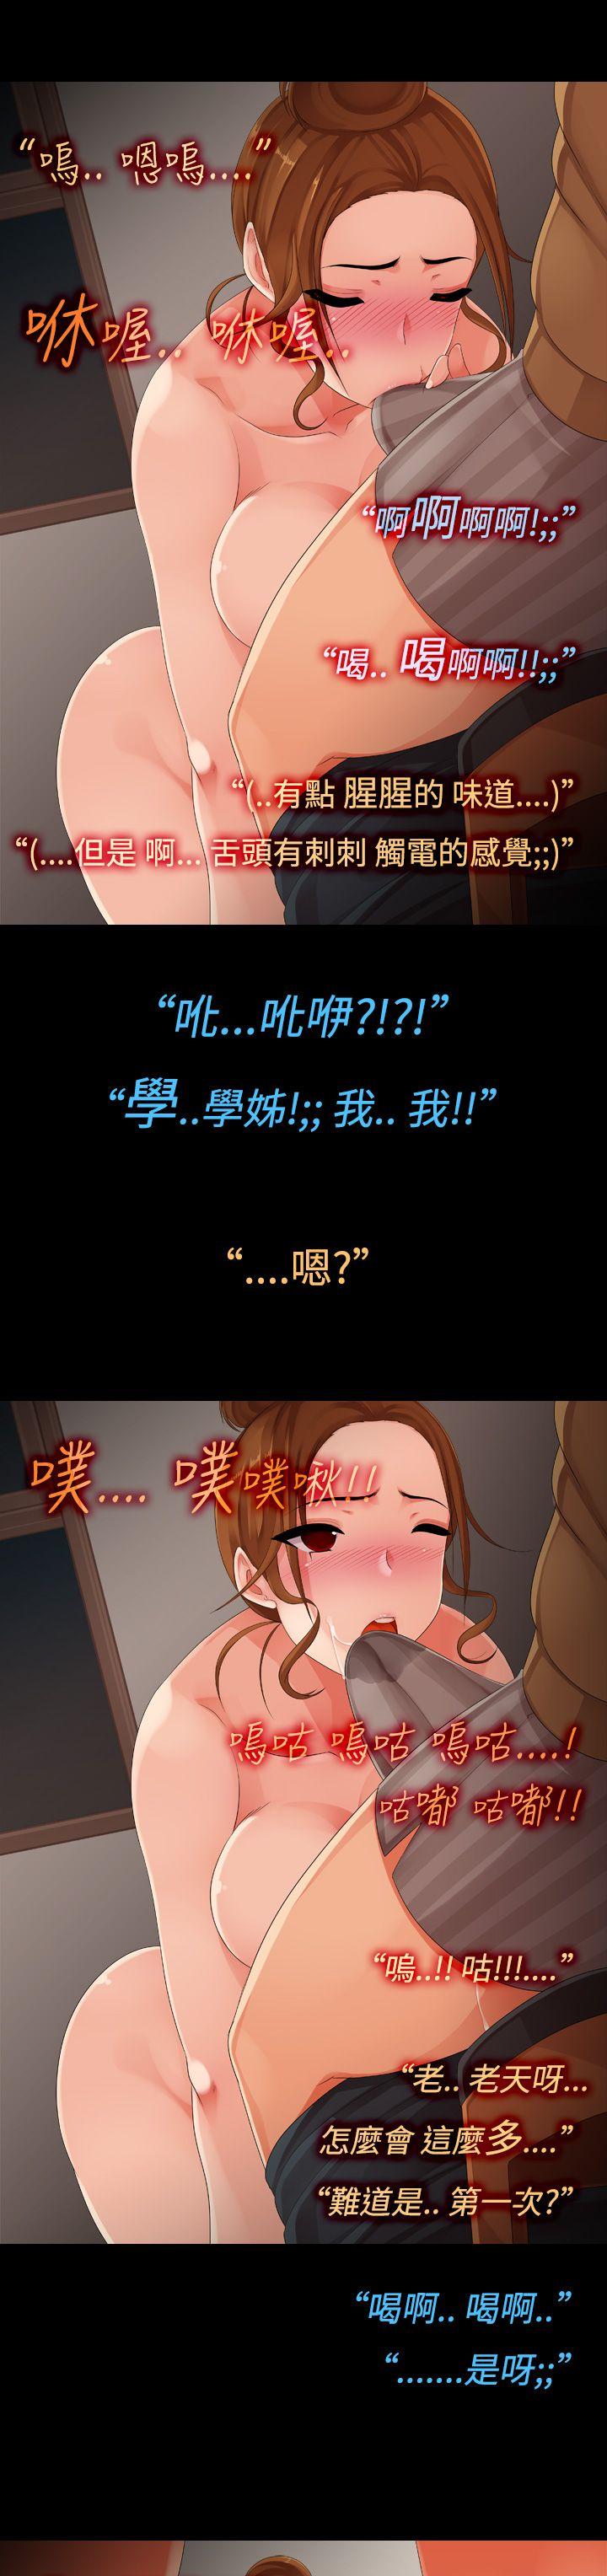 “嗚.. 嗯嗚....”
咻喔.. 咻喔..
“啊啊啊啊!;;”
“喝.. 喝啊啊!!;;”
“(..有點 腥腥的 味道....)”
“(....但是 啊... 舌頭有刺刺 觸電的感覺;;)”
“吪...吪咿?!?!”
“學..學姊!;; 我.. 我!!”
“....嗯?”
噗.... 噗噗啾!!
嗚咕 嗚咕 嗚咕....!
咕嘟 咕嘟!!
“嗚..!! 咕!!!....”
“老.. 老天呀...
怎麼會 這麼多....”
“難道是.. 第一次?”
“喝啊.. 喝啊..”
“.......是呀;;”